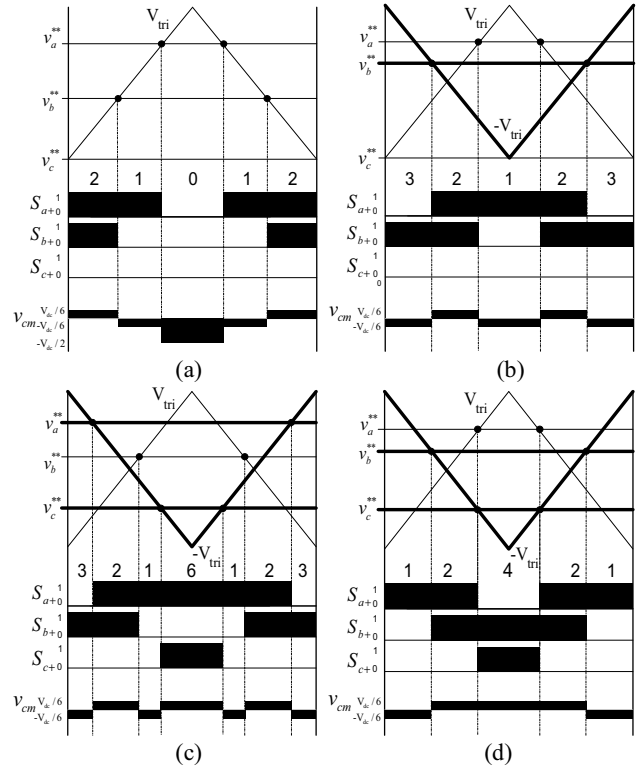 V_tri
v_a^**
v_b^**
v_c^**
2 1 0 1 2
S_a+ 1 0
S_b+ 1 0
S_c+ 1 0
v_cm V_dc/6 -V_dc/6 -V_dc/2
(a)
V_tri
v_a^**
v_b^**
-V_tri
v_c^**
3 2 1 2 3
S_a+ 1 0
S_b+ 1 0
S_c+ 1 0
0
v_cm V_dc/6 -V_dc/6
(b)
V_tri
v_a^**
v_b^**
v_c^**
-V_tri
3 2 1 6 1 2 3
S_a+ 1 0
S_b+ 1 0
S_c+ 1 0
v_cm V_dc/6 -V_dc/6
(c)
V_tri
v_a^**
v_b^**
v_c^**
-V_tri
1 2 4 2 1
S_a+ 1 0
S_b+ 1 0
S_c+ 1 0
v_cm V_dc/6 -V_dc/6
(d)